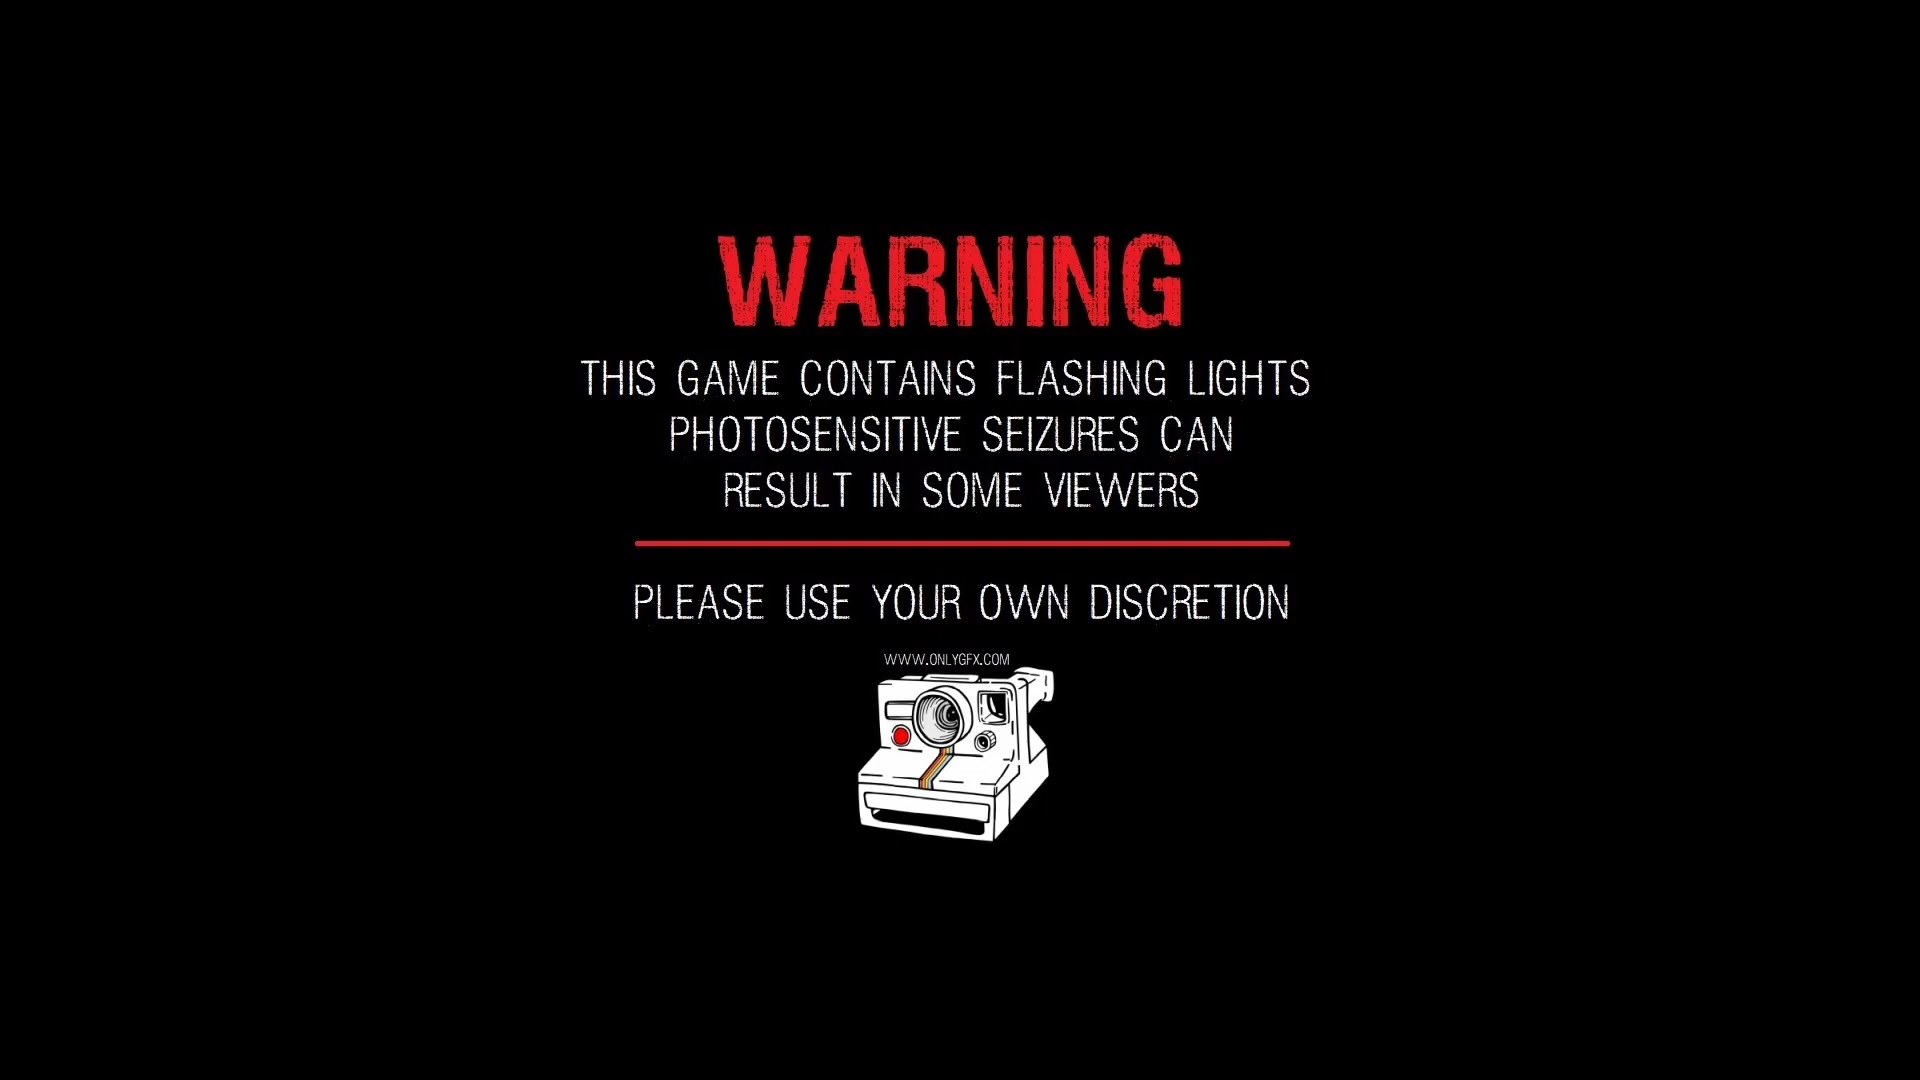 WARNING
THIS GAME CONTAINS FLASHING LIGHTS
PHOTOSENSITIVE SEIZURES CAN
RESULT IN SOME VIEWERS
PLEASE USE YOUR OWN DISCRETION
WWW.ONLYGFX.COM